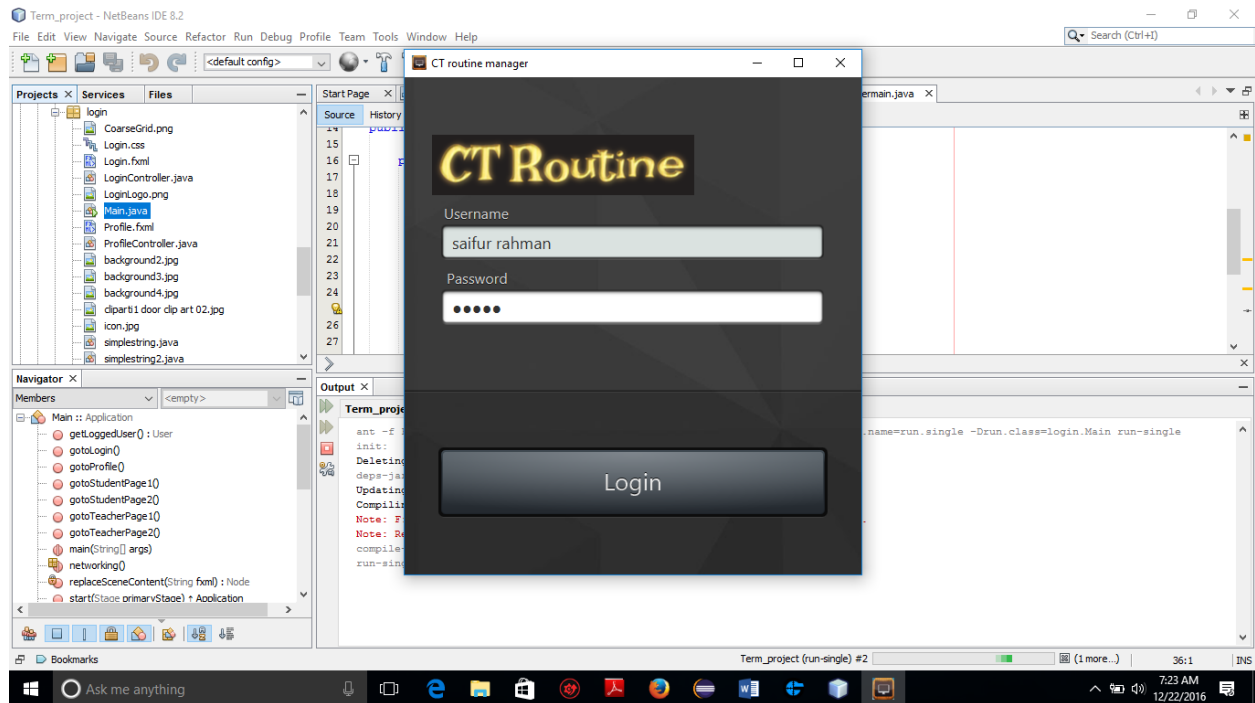 Term_project - NetBeans IDE 8.2
File Edit View Navigate Source Refactor Run Debug Profile Team Tools Window Help
Search (Ctrl+I)
<default config>
CT routine manager
Projects Services Files
login
CoarseGrid.png
Login.css
Login.fxml
LoginController.java
LoginLogo.png
Main.java
Profile.fxml
ProfileController.java
background2.jpg
background3.jpg
background4.jpg
cliparti1 door clip art 02.jpg
icon.jpg
simplestring.java
simplestring2.java
Start Page
ermain.java
Source History
14
15
16
17
18
19
20
21
22
23
24
26
27
CT Routine
Username
saifur rahman
Password
Login
Navigator
Members <empty>
Main :: Application
getLoggedUser() : User
gotoLogin()
gotoProfile()
gotoStudentPage1()
gotoStudentPage2()
gotoTeacherPage1()
gotoTeacherPage2()
main(String[] args)
networking()
replaceSceneContent(String fxml) : Node
start(Stage primaryStage) ↑ Application
Output
Term_proje
ant -f
.name=run.single -Drun.class=login.Main run-single
init:
Deleting
deps-jar
Updating
Compilin
Note: F
Note: Re
compile-
run-sing
Bookmarks
Term_project (run-single) #2
(1 more...)
36:1
INS
Ask me anything
7:23 AM
12/22/2016